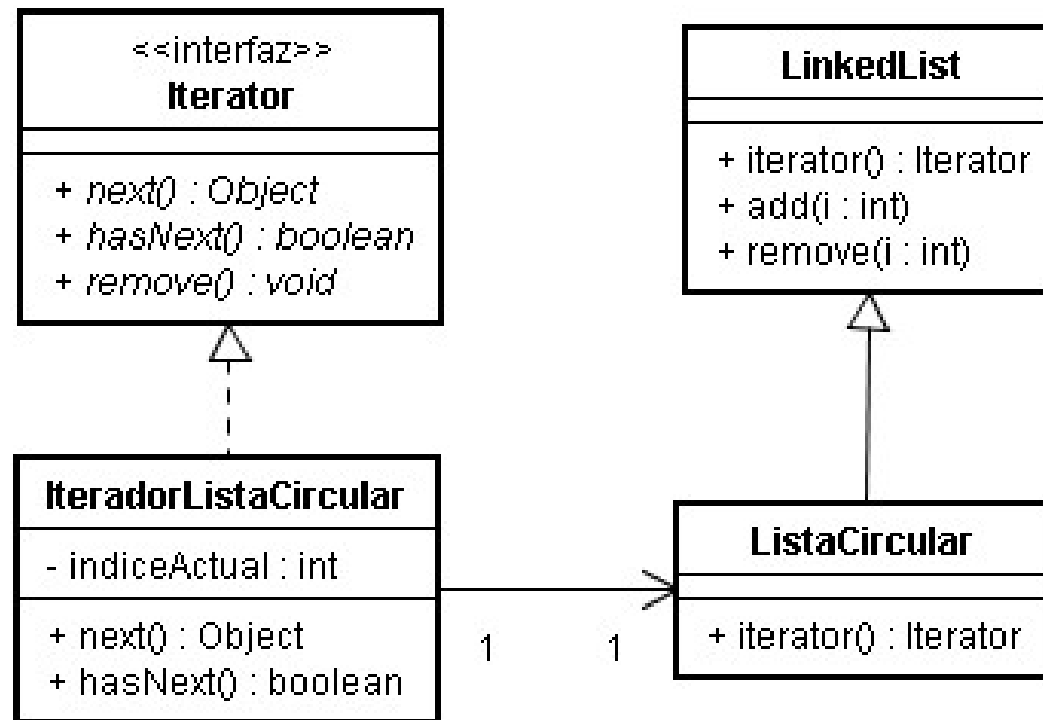 <<interfaz>>
Iterator
+ next() : Object
+ hasNext() : boolean
+ remove() : void
LinkedList
+ iterator() : Iterator
+ add(i : int)
+ remove(i : int)
IteradorListaCircular
- indiceActual : int
+ next() : Object
+ hasNext() : boolean
1 1
ListaCircular
+ iterator() : Iterator